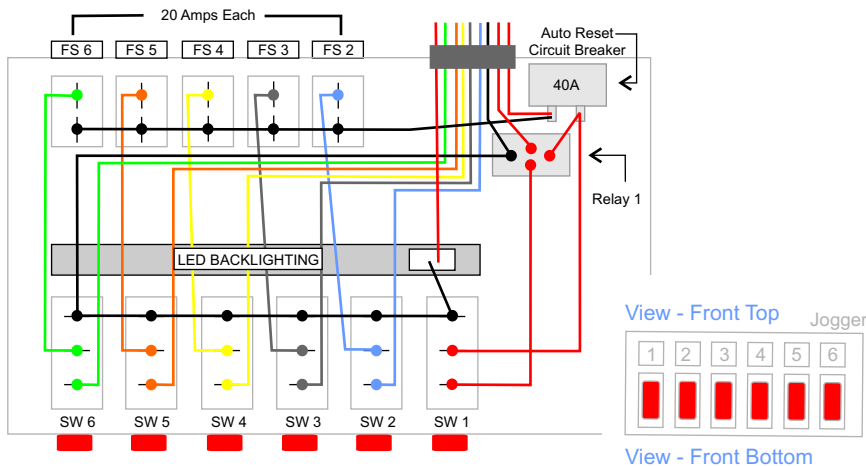 20 Amps Each
FS 6 FS 5 FS 4 FS 3 FS 2
Auto Reset
Circuit Breaker
40A
Relay 1
LED BACKLIGHTING
SW 6 SW 5 SW 4 SW 3 SW 2 SW 1
View - Front Top
Jogger
1 2 3 4 5 6
View - Front Bottom